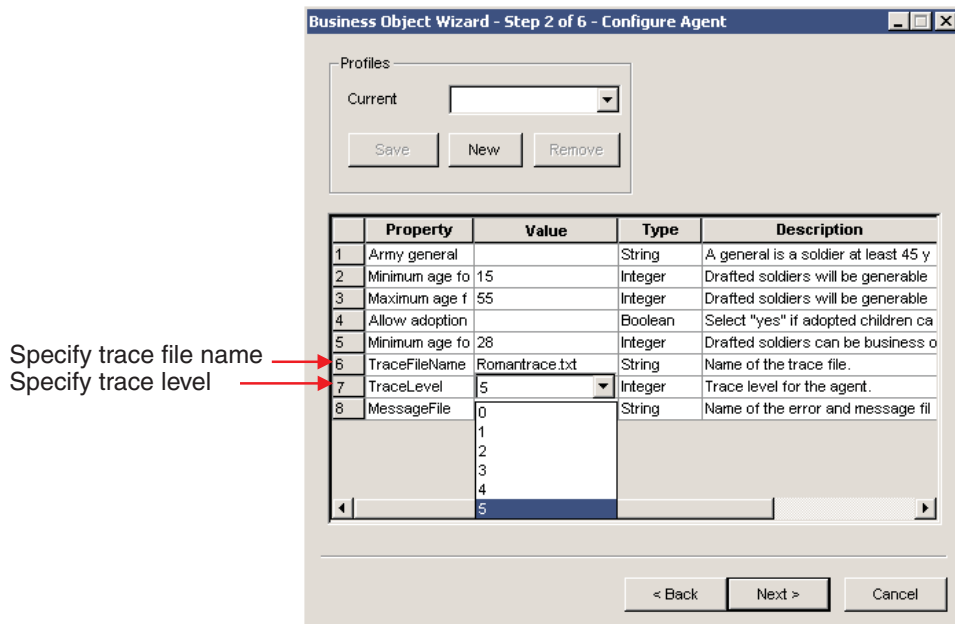 Business Object Wizard - Step 2 of 6 - Configure Agent
Profiles
Current
Save New Remove
Property Value Type Description
1 Army general String A general is a soldier at least 45 y
2 Minimum age fo 15 Integer Drafted soldiers will be generable
3 Maximum age f 55 Integer Drafted soldiers will be generable
4 Allow adoption Boolean Select "yes" if adopted children ca
5 Minimum age fo 28 Integer Drafted soldiers can be business o
Specify trace file name
6 TraceFileName Romantrace.txt String Name of the trace file.
Specify trace level
7 TraceLevel 5 Integer Trace level for the agent.
8 MessageFile String Name of the error and message fil
0
1
2
3
4
5
< Back Next > Cancel